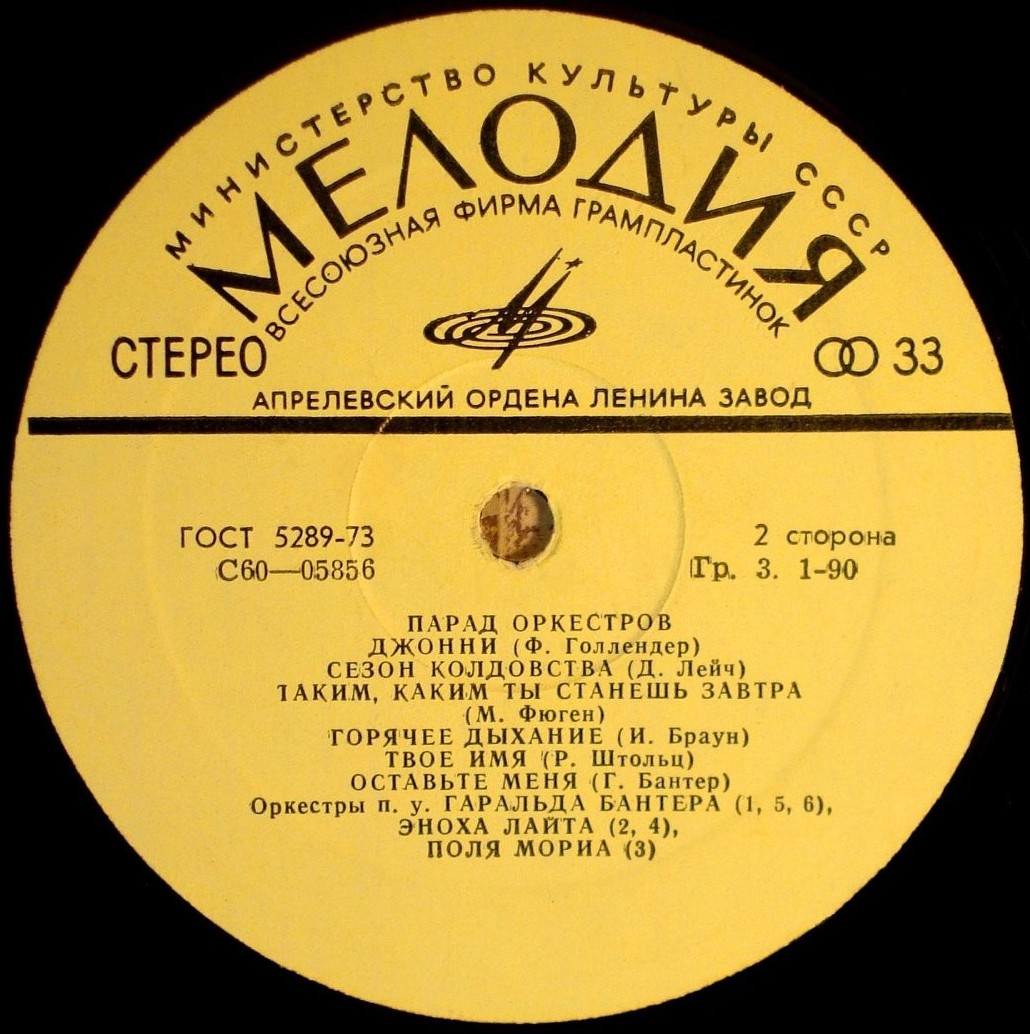 МИНИСТЕРСТВО КУЛЬТУРЫ СССР
МЕЛОДИЯ
ВСЕСОЮЗНАЯ ФИРМА ГРАМПЛАСТИНОК
СТЕРЕО
33
АПРЕЛЕВСКИЙ ОРДЕНА ЛЕНИНА ЗАВОД
ГОСТ 5289-73
2 сторона
С60—05856
Гр. 3. 1-90
ПАРАД ОРКЕСТРОВ
ДЖОННИ (Ф. Голлендер)
СЕЗОН КОЛДОВСТВА (Д. Лейч)
ТАКИМ, КАКИМ ТЫ СТАНЕШЬ ЗАВТРА
(М. Фюген)
ГОРЯЧЕЕ ДЫХАНИЕ (И. Браун)
ТВОЕ ИМЯ (Р. Штольц)
ОСТАВЬТЕ МЕНЯ (Г. Бантер)
Оркестры п. у. ГАРАЛЬДА БАНТЕРА (1, 5, 6),
ЭНОХА ЛАЙТА (2, 4),
ПОЛЯ МОРИА (3)